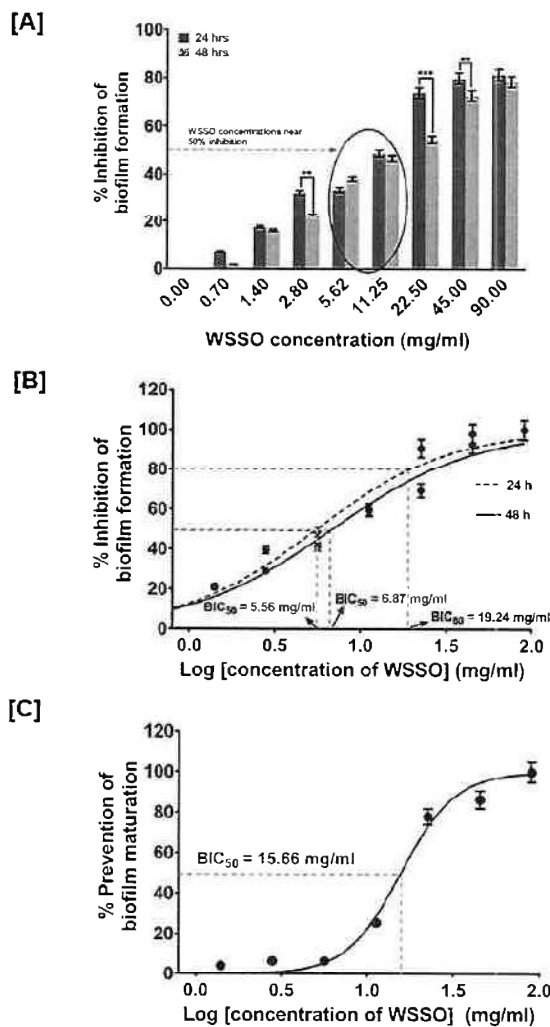 [A]
24 hrs
48 hrs
WSSO concentrations near
50% inhibition
% Inhibition of
biofilm formation
100
80
60
40
20
0
0.00
0.70
1.40
2.80
5.62
11.25
22.50
45.00
90.00
**
***
**
WSSO concentration (mg/ml)
[B]
% Inhibition of
biofilm formation
120
100
80
60
40
20
0
24 h
48 h
BIC50 = 5.56 mg/ml
BIC50 = 6.87 mg/ml
BIC80 = 19.24 mg/ml
0.0
0.5
1.0
1.5
2.0
Log [concentration of WSSO] (mg/ml)
[C]
% Prevention of
biofilm maturation
120
100
80
60
40
20
0
BIC50 = 15.66 mg/ml
0.0
0.5
1.0
1.5
2.0
Log [concentration of WSSO] (mg/ml)